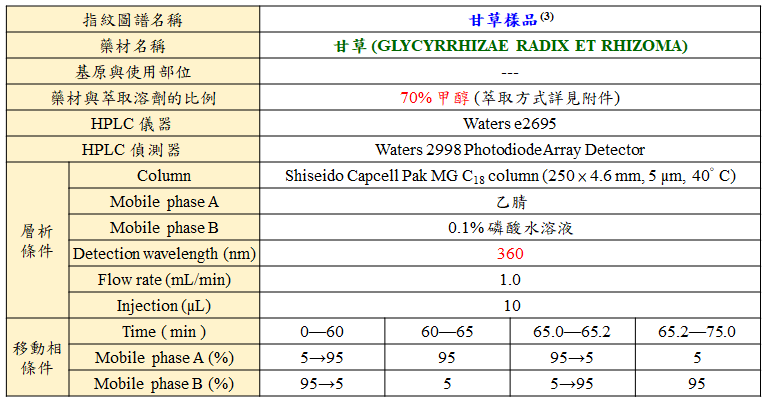 指紋圖譜名稱 甘草樣品(3)
藥材名稱 甘草 (GLYCYRRHIZAE RADIX ET RHIZOMA)
基原與使用部位 ---
藥材與萃取溶劑的比例 70% 甲醇 (萃取方式詳見附件)
HPLC 儀器 Waters e2695
HPLC 偵測器 Waters 2998 Photodiode Array Detector
層析條件
Column Shiseido Capcell Pak MG C18 column (250 x 4.6 mm, 5 μm, 40° C)
Mobile phase A 乙腈
Mobile phase B 0.1% 磷酸水溶液
Detection wavelength (nm) 360
Flow rate (mL/min) 1.0
Injection (μL) 10
移動相條件
Time ( min ) 0—60 60—65 65.0—65.2 65.2—75.0
Mobile phase A (%) 5→95 95 95→5 5
Mobile phase B (%) 95→5 5 5→95 95